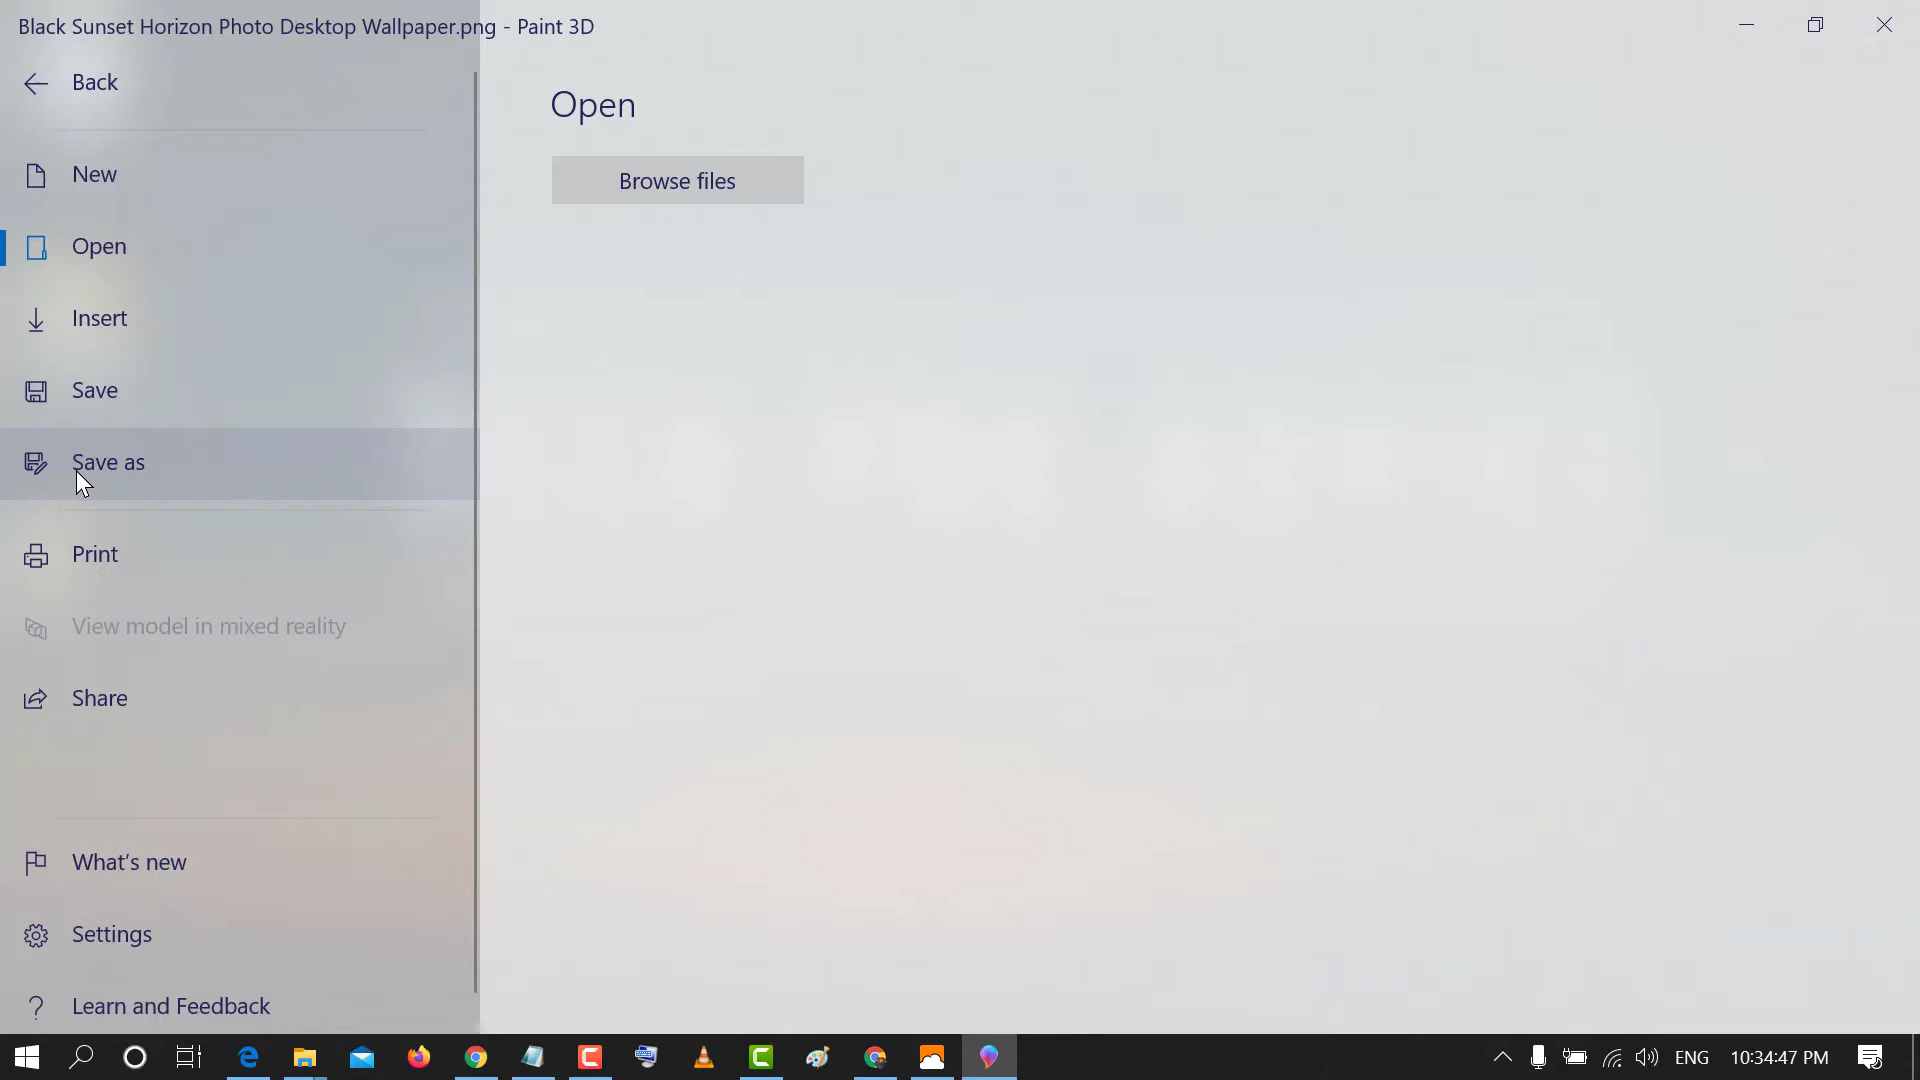 Black Sunset Horizon Photo Desktop Wallpaper.png - Paint 3D
Back
New
Open
Insert
Save
Save as
Print
View model in mixed reality
Share
What's new
Settings
Learn and Feedback
Open
Browse files
ENG
10:34:47 PM